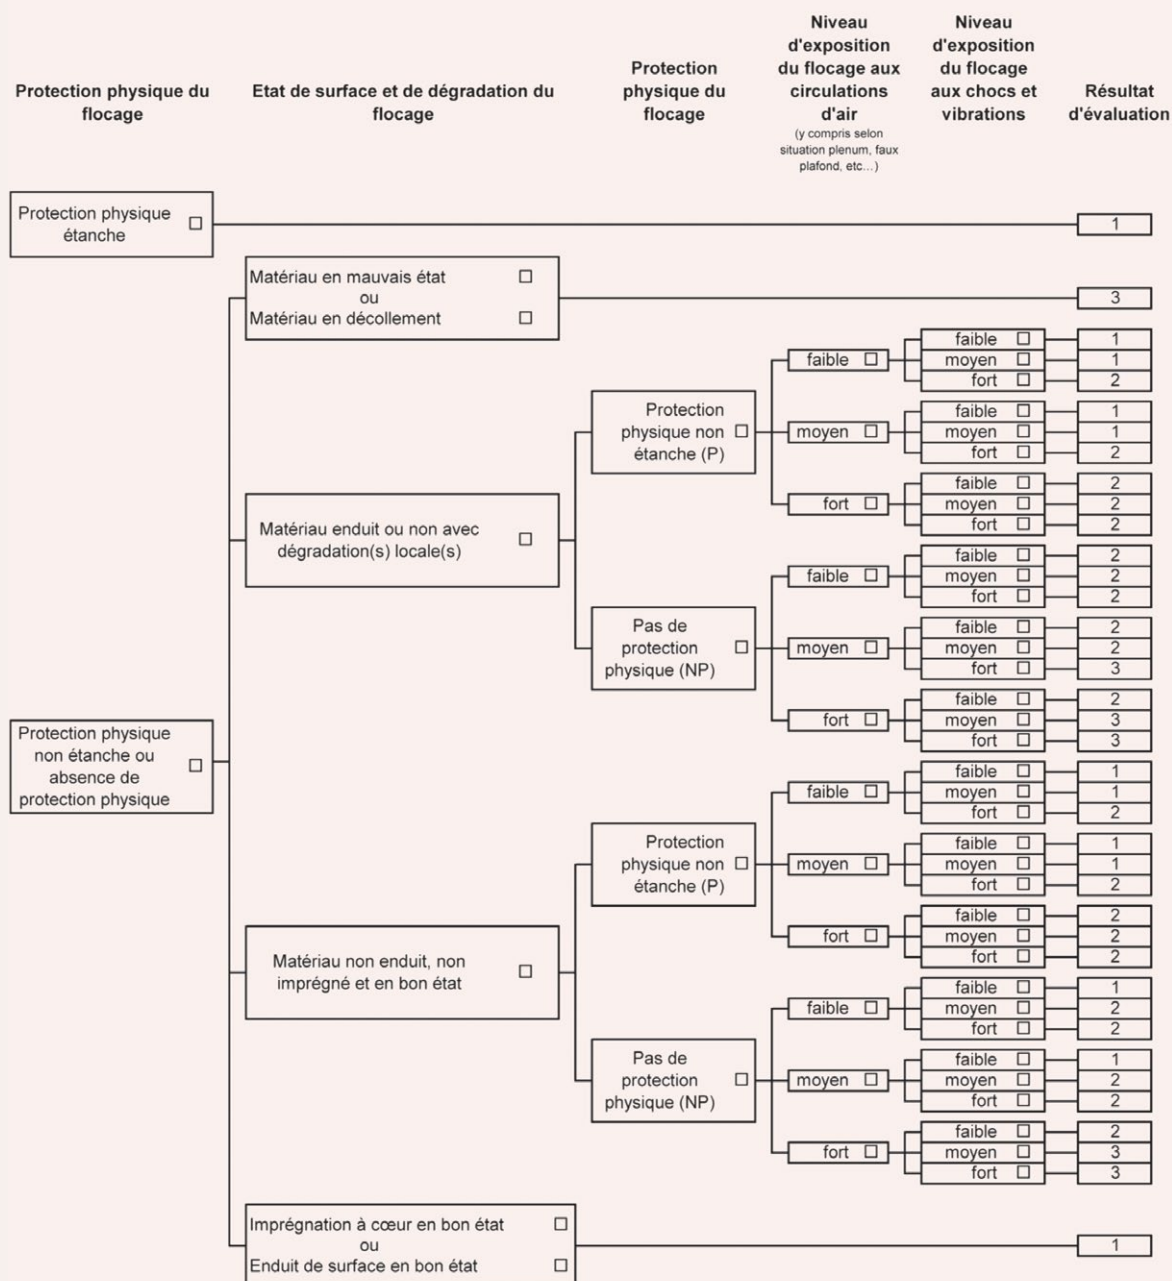 Protection physique du
flocage
Etat de surface et de dégradation du
flocage
Protection
physique du
flocage
Niveau
d'exposition
du flocage aux
circulations
d'air
(y compris selon
situation plenum, faux
plafond, etc...)
Niveau
d'exposition
du flocage
aux chocs et
vibrations
Résultat
d'évaluation
Protection physique
étanche
1
Matériau en mauvais état
ou
Matériau en décollement
3
Protection physique
non étanche ou
absence de
protection physique
Matériau enduit ou non avec
dégradation(s) locale(s)
Protection
physique non
étanche (P)
faible
faible 1
moyen 1
fort 2
moyen
faible 1
moyen 1
fort 2
fort
faible 2
moyen 2
fort 2
Pas de
protection
physique (NP)
faible
faible 2
moyen 2
fort 2
moyen
faible 2
moyen 2
fort 3
fort
faible 2
moyen 3
fort 3
Matériau non enduit, non
imprégné et en bon état
Protection
physique non
étanche (P)
faible
faible 1
moyen 1
fort 2
moyen
faible 1
moyen 1
fort 2
fort
faible 2
moyen 2
fort 2
Pas de
protection
physique (NP)
faible
faible 1
moyen 2
fort 2
moyen
faible 1
moyen 2
fort 2
fort
faible 2
moyen 3
fort 3
Imprégnation à cœur en bon état
ou
Enduit de surface en bon état
1